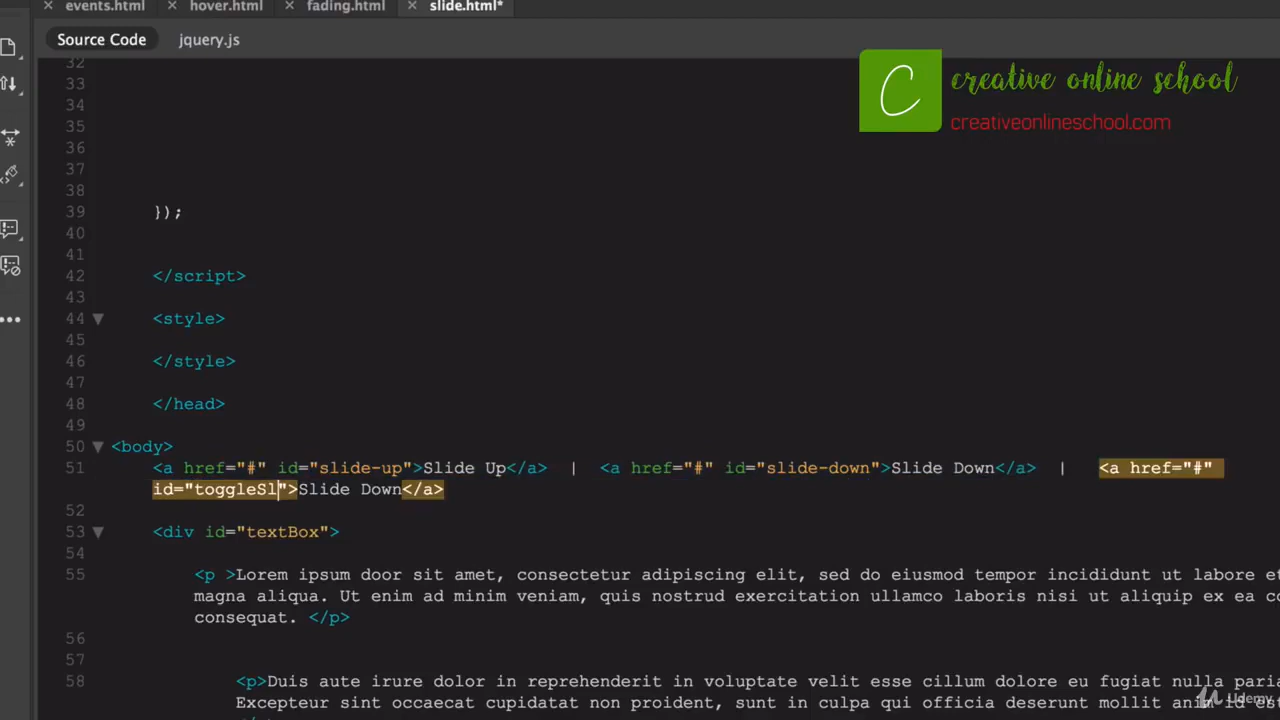 events.html hover.html fading.html slide.html*
Source Code jquery.js
C creative online school
creativeonlineschool.com
32
33
34
35
36
37
38
39 });
40
41
42 </script>
43
44 <style>
45
46 </style>
47
48 </head>
49
50 <body>
51 <a href="#" id="slide-up">Slide Up</a> | <a href="#" id="slide-down">Slide Down</a> | <a href="#"
id="toggleSl">Slide Down</a>
52
53 <div id="textBox">
54
55 <p >Lorem ipsum door sit amet, consectetur adipiscing elit, sed do eiusmod tempor incididunt ut labore et
magna aliqua. Ut enim ad minim veniam, quis nostrud exercitation ullamco laboris nisi ut aliquip ex ea co
consequat. </p>
56
57
58 <p>Duis aute irure dolor in reprehenderit in voluptate velit esse cillum dolore eu fugiat nulla paria
Excepteur sint occaecat cupidatat non proident, sunt in culpa qui officia deserunt mollit anim id es
Udemy